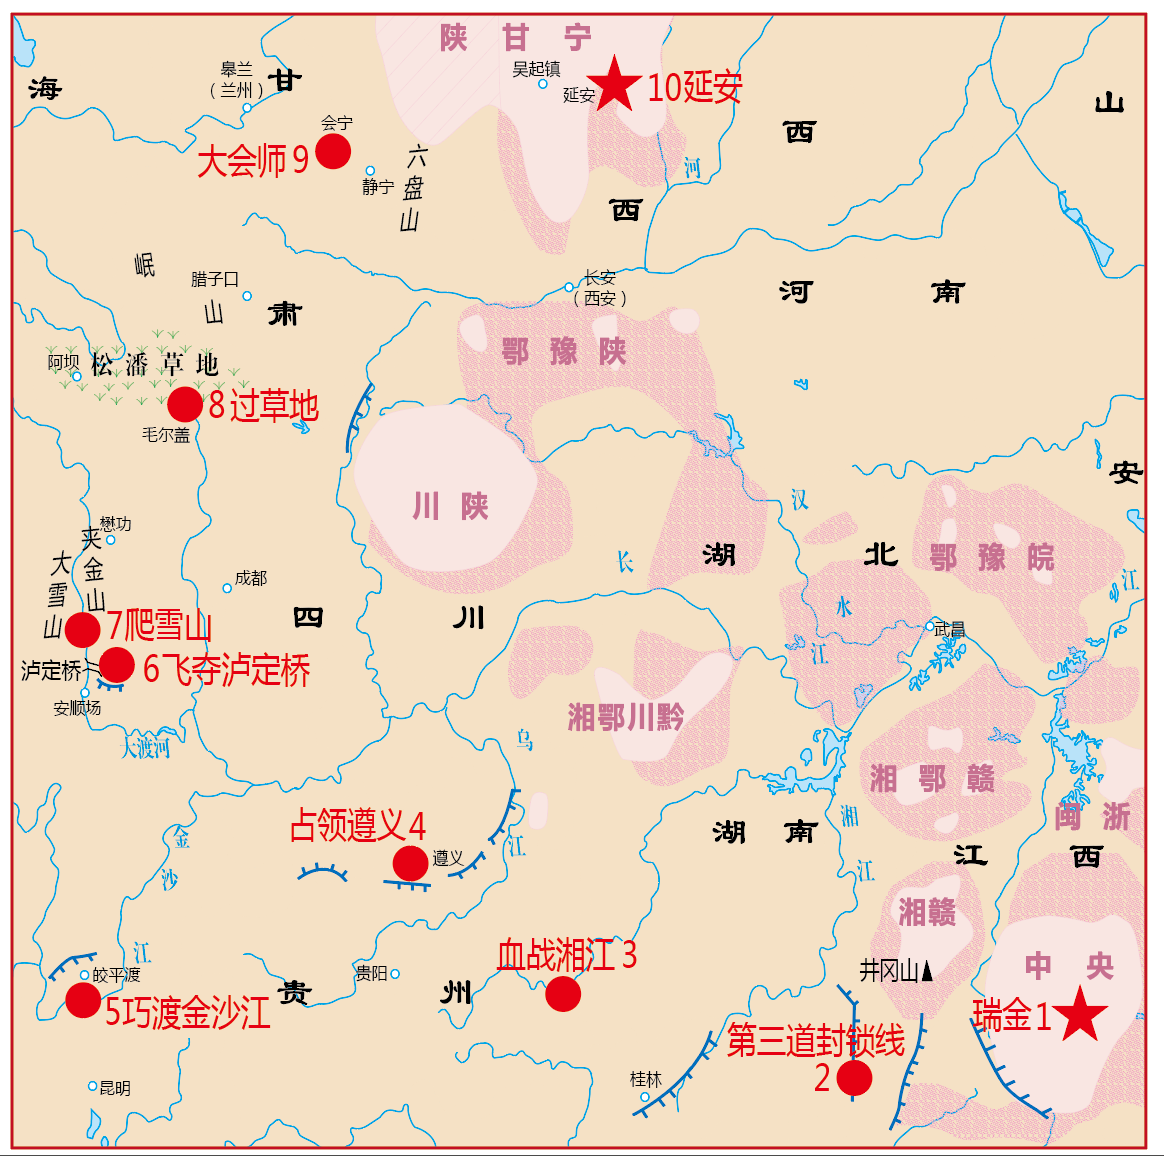 陕 甘 宁
皋兰
（兰州）
甘
海
吴起镇
延安
10延安
山
西
会宁
大会师 9
静宁
六盘山
河
西
岷
山
腊子口
肃
长安
（西安）
河 南
鄂 豫 陕
阿坝
松潘草地
8过草地
毛尔盖
安
川 陕
汉
懋功
夹金山
大雪山
成都
长
湖 北
鄂 豫 皖
江
水
四 川
7爬雪山
武昌
江
泸定桥
6飞夺泸定桥
安顺场
大渡河
湘鄂川黔
乌
湘 鄂 赣
闽 浙
金
沙
江
占领遵义4
遵义
江
湖 南
湘
江
江 西
湘赣
血战湘江 3
皎平渡
5巧渡金沙江
贵阳
贵 州
井冈山
中 央
瑞金1
第三道封锁线
2
昆明
桂林